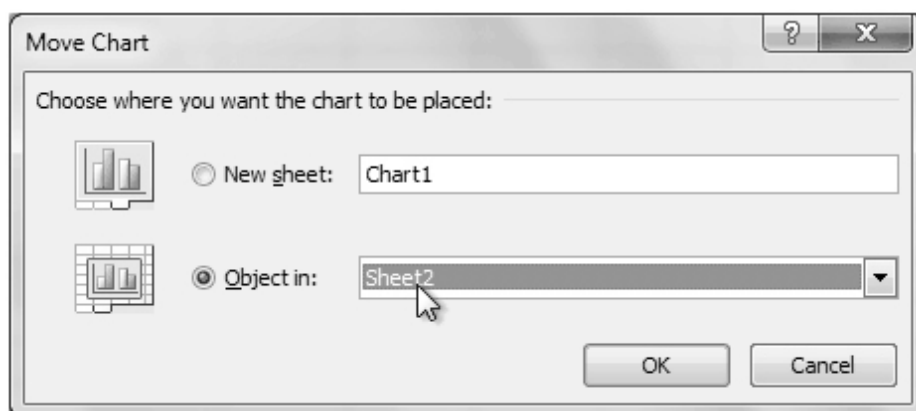 Move Chart
Choose where you want the chart to be placed:
New sheet: Chart1
Object in: Sheet2
OK Cancel